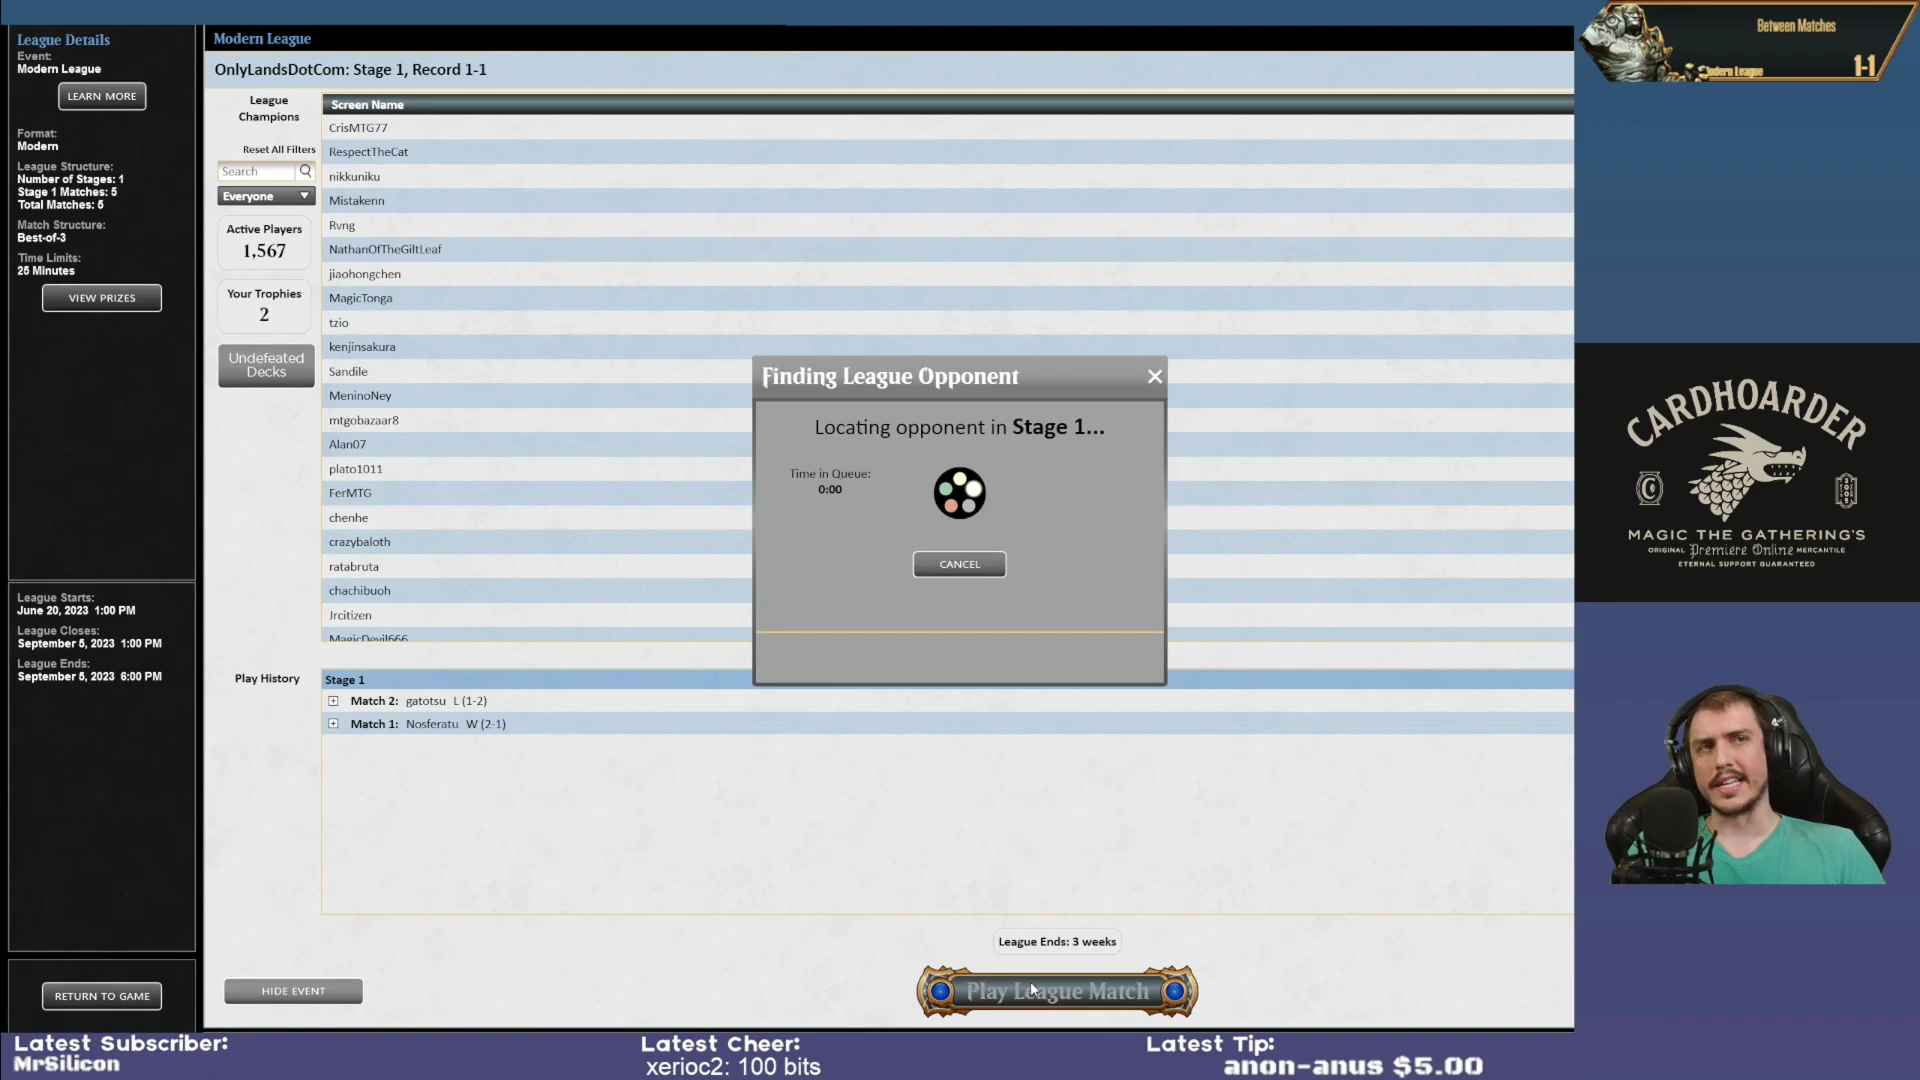 League Details
Event:
Modern League
LEARN MORE
Format:
Modern
League Structure:
Number of Stages: 1
Stage 1 Matches: 5
Total Matches: 5
Match Structure:
Best-of-3
Time Limits:
25 Minutes
VIEW PRIZES
League Starts:
June 20, 2023 1:00 PM
League Closes:
September 5, 2023 1:00 PM
League Ends:
September 5, 2023 6:00 PM
RETURN TO GAME
Modern League
OnlyLandsDotCom: Stage 1, Record 1-1
League
Champions
Reset All Filters
Search
Everyone
Active Players
1,567
Your Trophies
2
Undefeated
Decks
Screen Name
CrisMTG77
RespectTheCat
nikkuniku
Mistakenn
Rvng
NathanOfTheGiltLeaf
jiaohongchen
MagicTonga
tzio
kenjinsakura
Sandile
MeninoNey
mtgobazaar8
Alan07
plato1011
FerMTG
chenhe
crazybaloth
ratabruta
chachibuoh
Jrcitizen
MagicDevil666
Finding League Opponent
Locating opponent in Stage 1...
Time in Queue:
0:00
CANCEL
Play History
Stage 1
Match 2: gatotsu L (1-2)
Match 1: Nosferatu W (2-1)
League Ends: 3 weeks
HIDE EVENT
Play League Match
Between Matches
Modern League
1-1
CARDHOARDER
C
2005
MAGIC THE GATHERING'S
ORIGINAL Premiere Online MERCANTILE
ETERNAL SUPPORT GUARANTEED
Latest Subscriber:
MrSilicon
Latest Cheer:
xerioc2: 100 bits
Latest Tip:
anon-anus $5.00